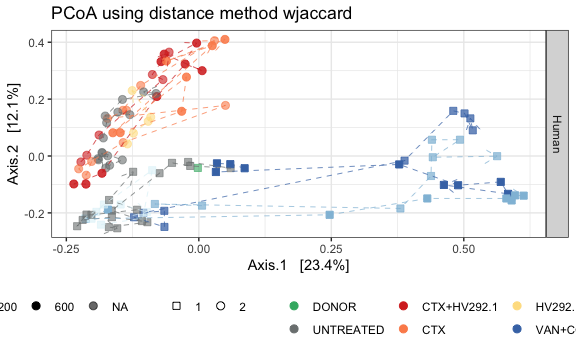 PCoA using distance method wjaccard
0.4
0.2
0.0
-0.2
Axis.2 [12.1%]
Human
-0.25
0.00
0.25
0.50
Axis.1 [23.4%]
200 600 NA 1 2 DONOR CTX+HV292.1 HV292.
UNTREATED CTX VAN+C